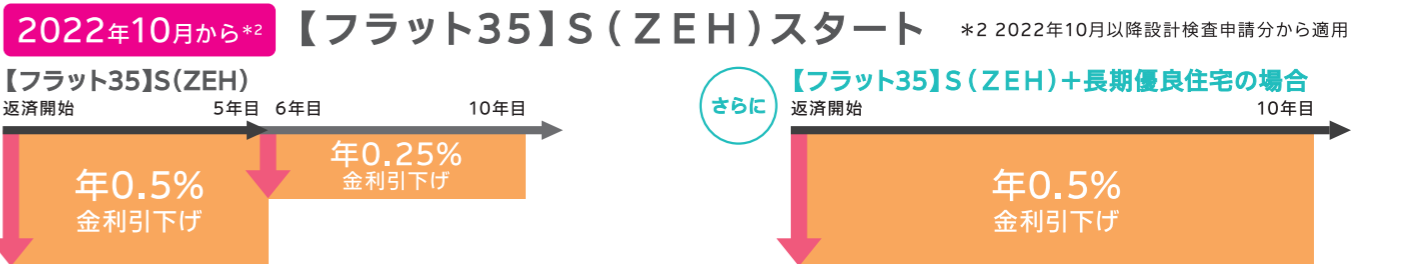 2022年10月から*2 【フラット35】S(ZEH)スタート *2 2022年10月以降設計検査申請分から適用
【フラット35】S(ZEH)
返済開始 5年目 6年目 10年目
年0.5%
金利引下げ
年0.25%
金利引下げ
さらに
【フラット35】S(ZEH)+長期優良住宅の場合
返済開始 10年目
年0.5%
金利引下げ